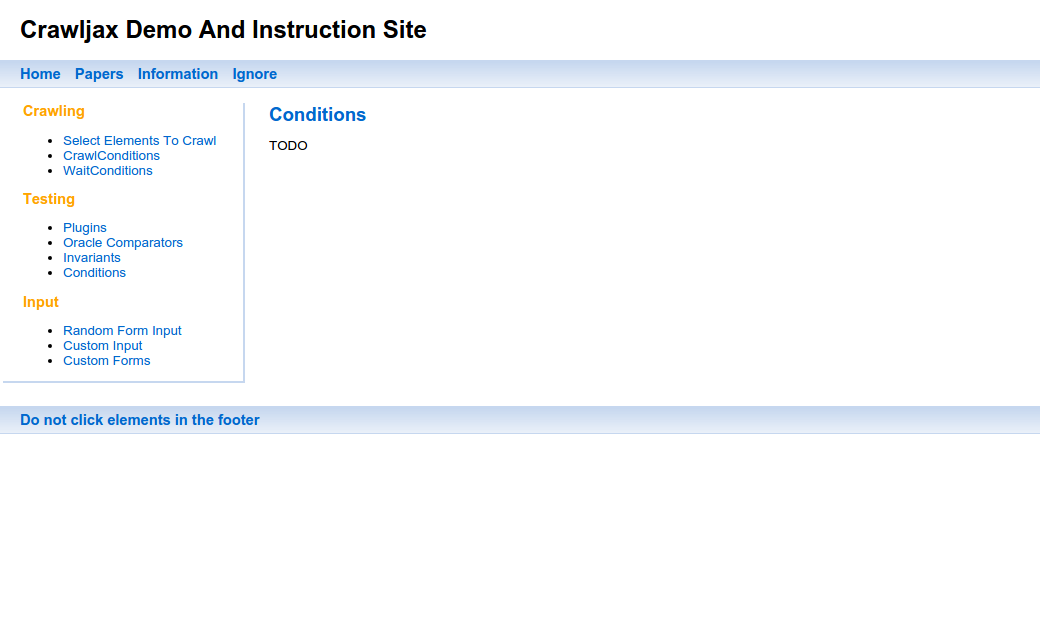 Crawljax Demo And Instruction Site
Home Papers Information Ignore
Crawling
Select Elements To Crawl
CrawlConditions
WaitConditions
Testing
Plugins
Oracle Comparators
Invariants
Conditions
Input
Random Form Input
Custom Input
Custom Forms
Conditions
TODO
Do not click elements in the footer